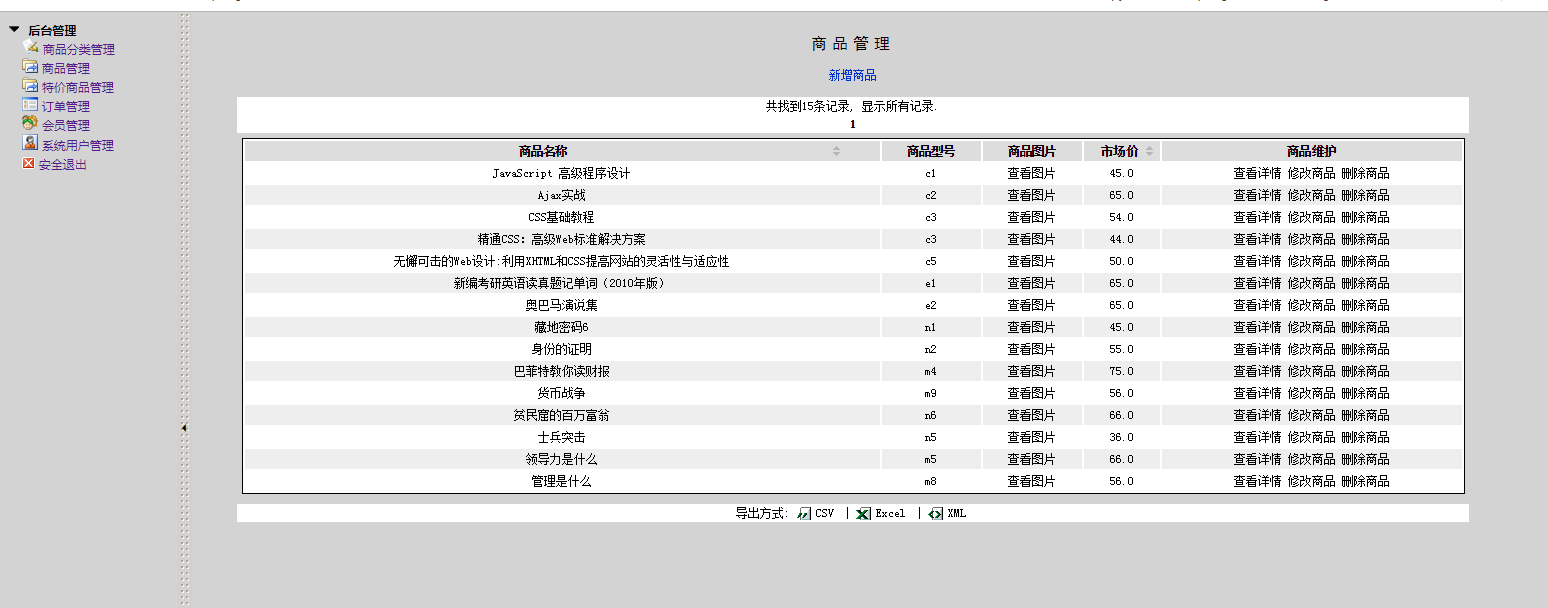 后台管理
商品分类管理
商品管理
特价商品管理
订单管理
会员管理
系统用户管理
安全退出
商 品 管 理
新增商品
共找到15条记录, 显示所有记录.
1
商品名称 商品型号 商品图片 市场价 商品维护
JavaScript 高级程序设计 c1 查看图片 45.0 查看详情 修改商品 删除商品
Ajax实战 c2 查看图片 65.0 查看详情 修改商品 删除商品
CSS基础教程 c3 查看图片 54.0 查看详情 修改商品 删除商品
精通CSS: 高级Web标准解决方案 c3 查看图片 44.0 查看详情 修改商品 删除商品
无懈可击的Web设计:利用XHTML和CSS提高网站的灵活性与适应性 c5 查看图片 50.0 查看详情 修改商品 删除商品
新编考研英语读真题记单词（2010年版） e1 查看图片 65.0 查看详情 修改商品 删除商品
奥巴马演说集 e2 查看图片 65.0 查看详情 修改商品 删除商品
藏地密码6 n1 查看图片 45.0 查看详情 修改商品 删除商品
身份的证明 n2 查看图片 55.0 查看详情 修改商品 删除商品
巴菲特教你读财报 m4 查看图片 75.0 查看详情 修改商品 删除商品
货币战争 m9 查看图片 56.0 查看详情 修改商品 删除商品
贫民窟的百万富翁 n6 查看图片 66.0 查看详情 修改商品 删除商品
士兵突击 n5 查看图片 36.0 查看详情 修改商品 删除商品
领导力是什么 m5 查看图片 66.0 查看详情 修改商品 删除商品
管理是什么 m8 查看图片 56.0 查看详情 修改商品 删除商品
导出方式: CSV | Excel | XML